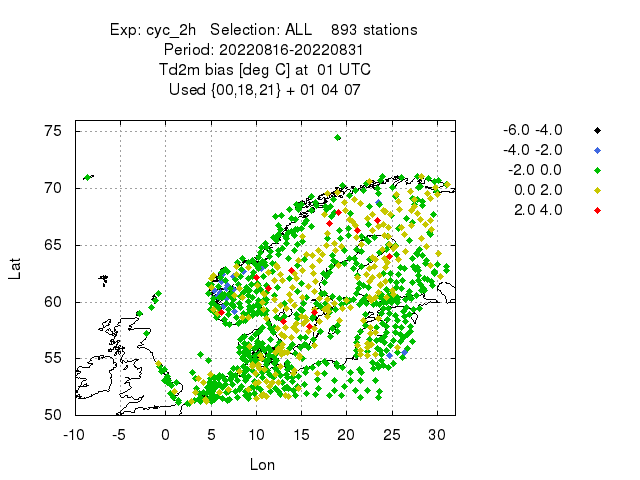 Exp: cyc_2h   Selection: ALL    893 stations
Period: 20220816-20220831
Td2m bias [deg C] at  01 UTC
Used {00,18,21} + 01 04 07
-6.0 -4.0
-4.0 -2.0
-2.0 0.0
0.0 2.0
2.0 4.0
75
70
65
60
55
50
Lat
-10 -5 0 5 10 15 20 25 30
Lon